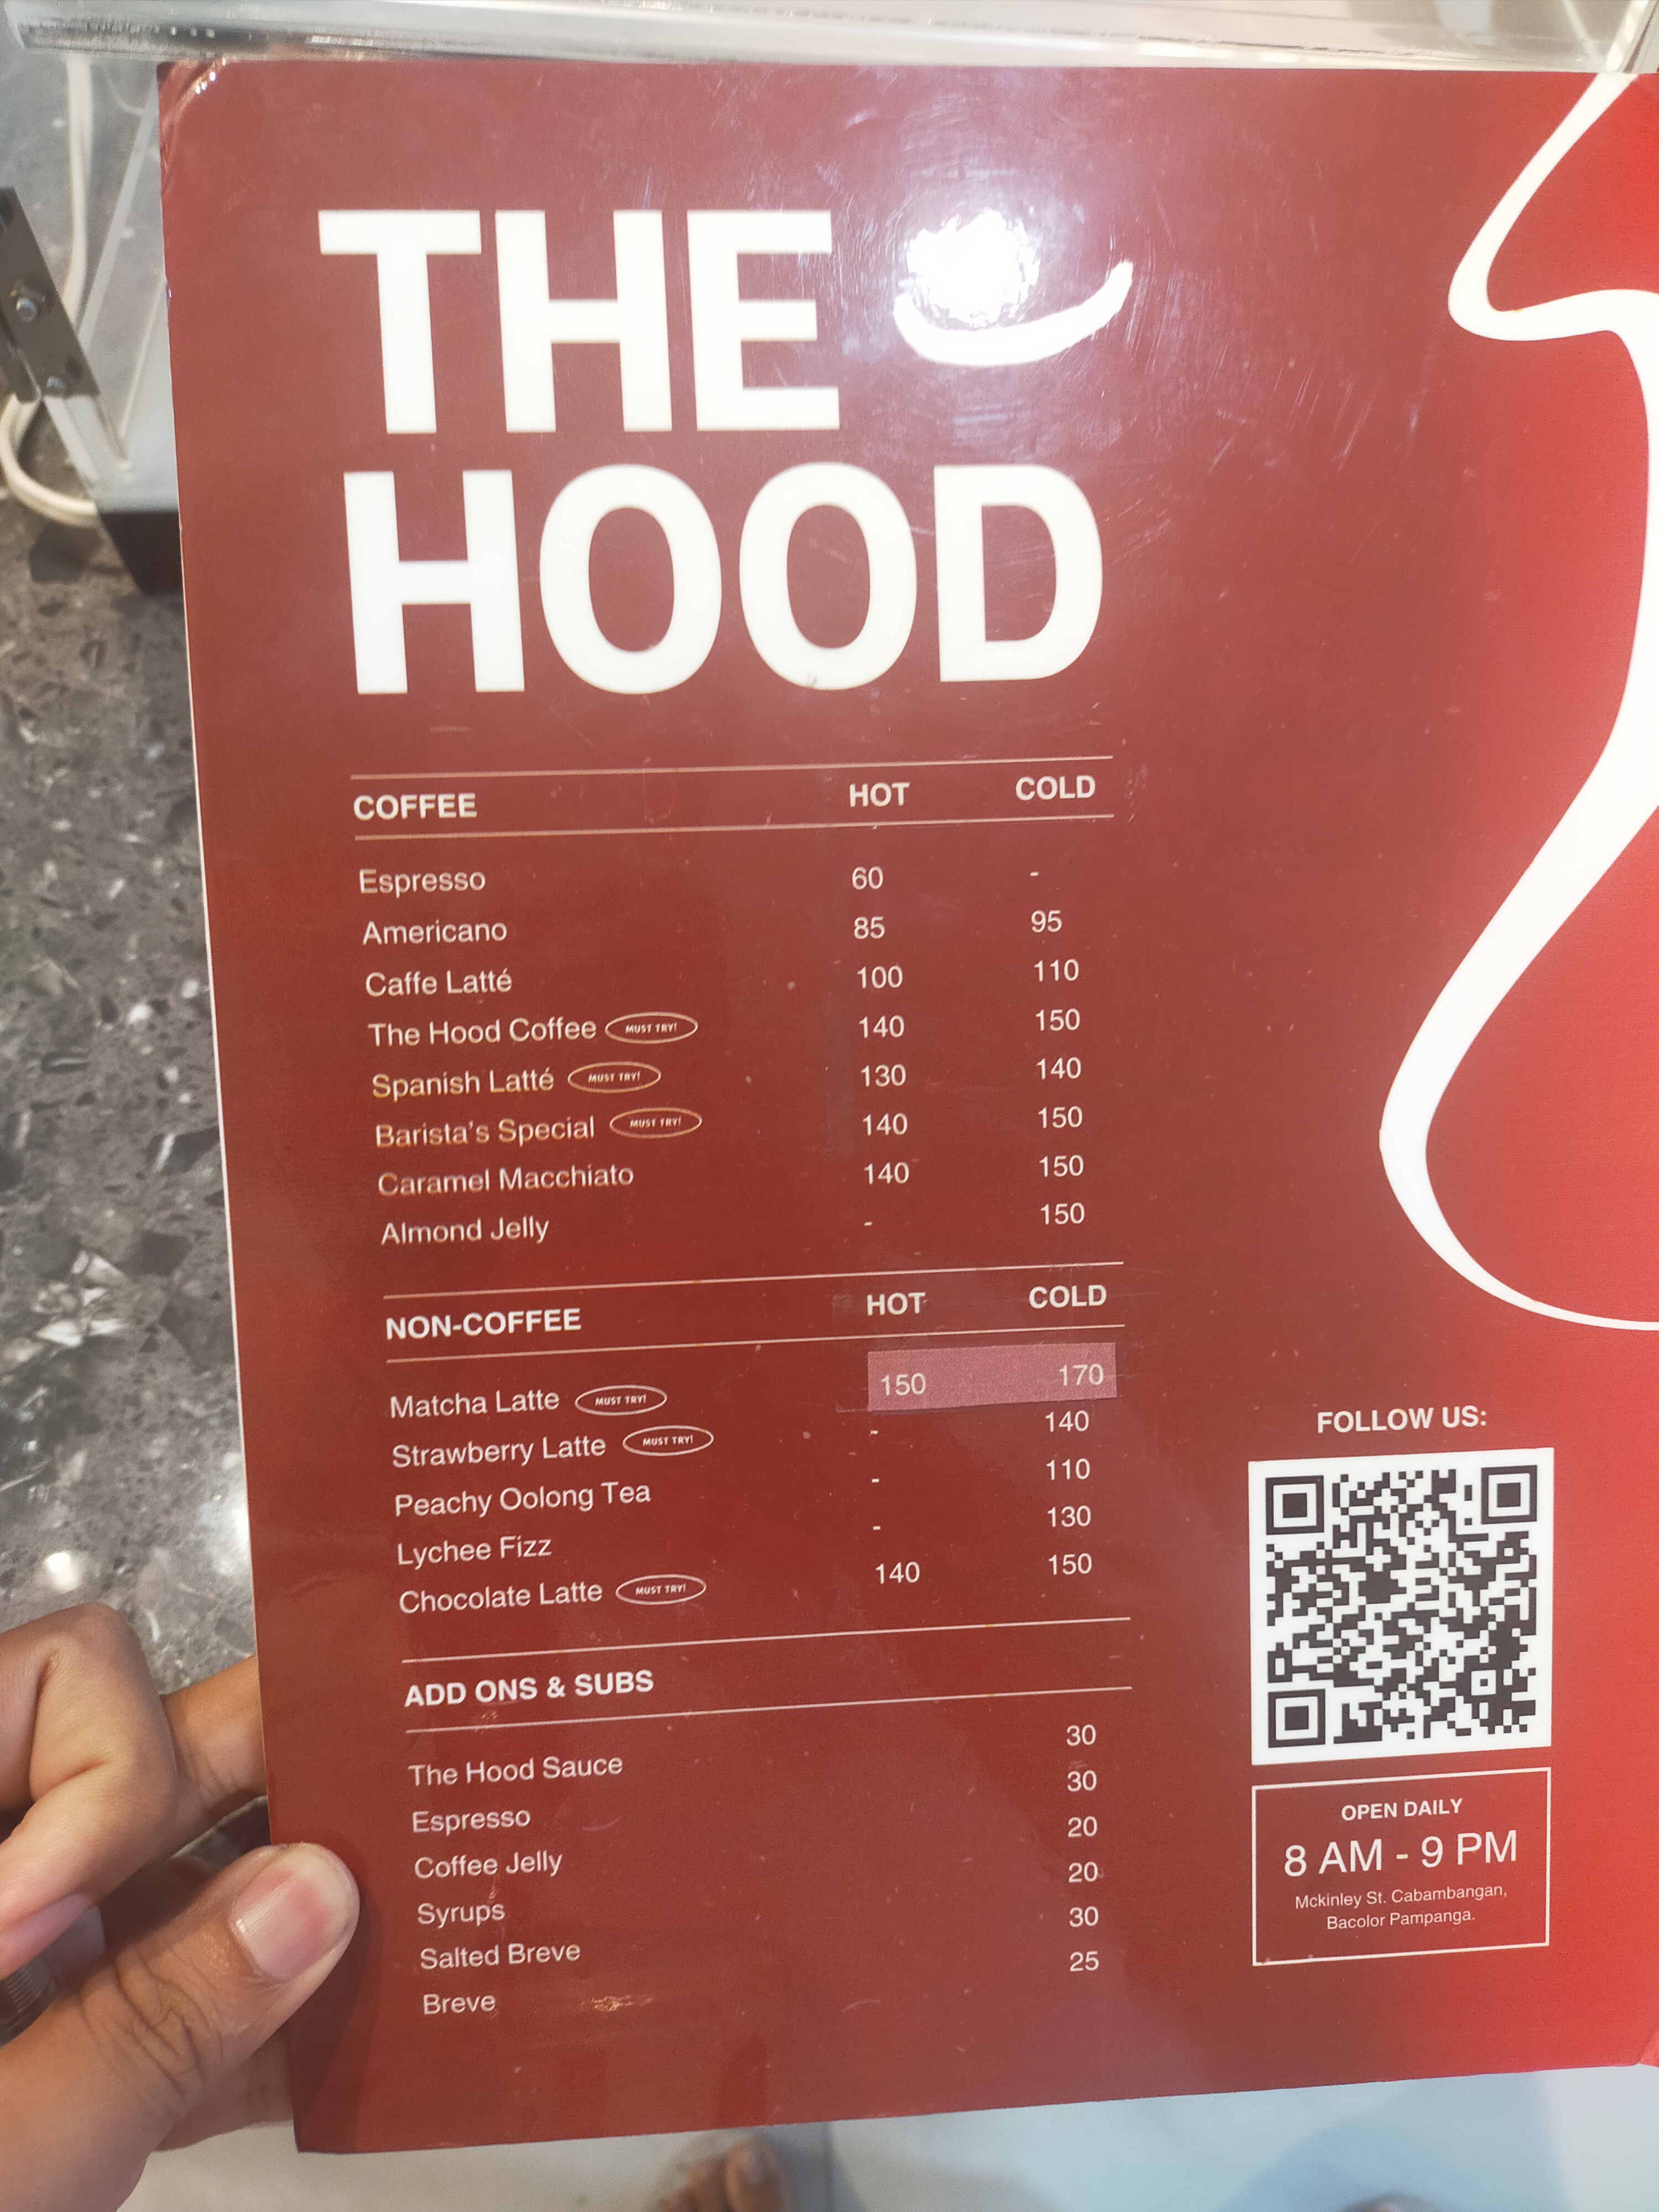 THE
HOOD
COFFEE HOT COLD
Espresso 60 -
Americano 85 95
Caffe Latté 100 110
The Hood Coffee MUST TRY! 140 150
Spanish Latté MUST TRY! 130 140
Barista's Special MUST TRY! 140 150
Caramel Macchiato 140 150
Almond Jelly - 150
NON-COFFEE HOT COLD
Matcha Latte MUST TRY! 150 170
Strawberry Latte MUST TRY! - 140
Peachy Oolong Tea - 110
Lychee Fizz - 130
Chocolate Latte MUST TRY! 140 150
ADD ONS & SUBS
The Hood Sauce 30
Espresso 30
Coffee Jelly 20
Syrups 20
Salted Breve 30
Breve 25
FOLLOW US:
OPEN DAILY
8 AM - 9 PM
Mckinley St. Cabambangan,
Bacolor Pampanga.